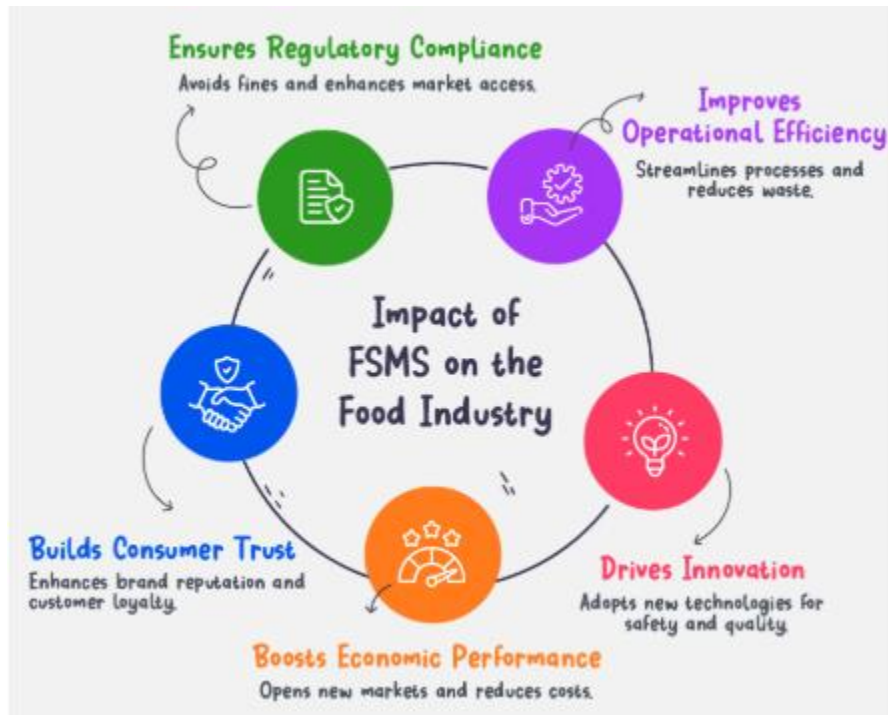 Ensures Regulatory Compliance
Avoids fines and enhances market access.
Improves
Operational Efficiency
Streamlines processes and
reduces waste.
Impact of
FSMS on the
Food Industry
Builds Consumer Trust
Enhances brand reputation and
customer loyalty.
Drives Innovation
Adopts new technologies for
safety and quality.
Boosts Economic Performance
Opens new markets and reduces costs.